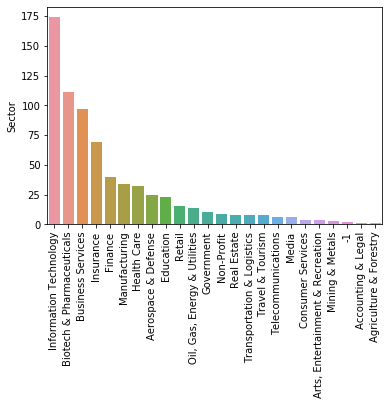 175
150
125
100
75
50
25
0
Sector
Information Technology
Biotech & Pharmaceuticals
Business Services
Insurance
Finance
Manufacturing
Health Care
Aerospace & Defense
Education
Retail
Oil, Gas, Energy & Utilities
Government
Non-Profit
Real Estate
Transportation & Logistics
Travel & Tourism
Telecommunications
Media
Consumer Services
Arts, Entertainment & Recreation
Mining & Metals
-1
Accounting & Legal
Agriculture & Forestry